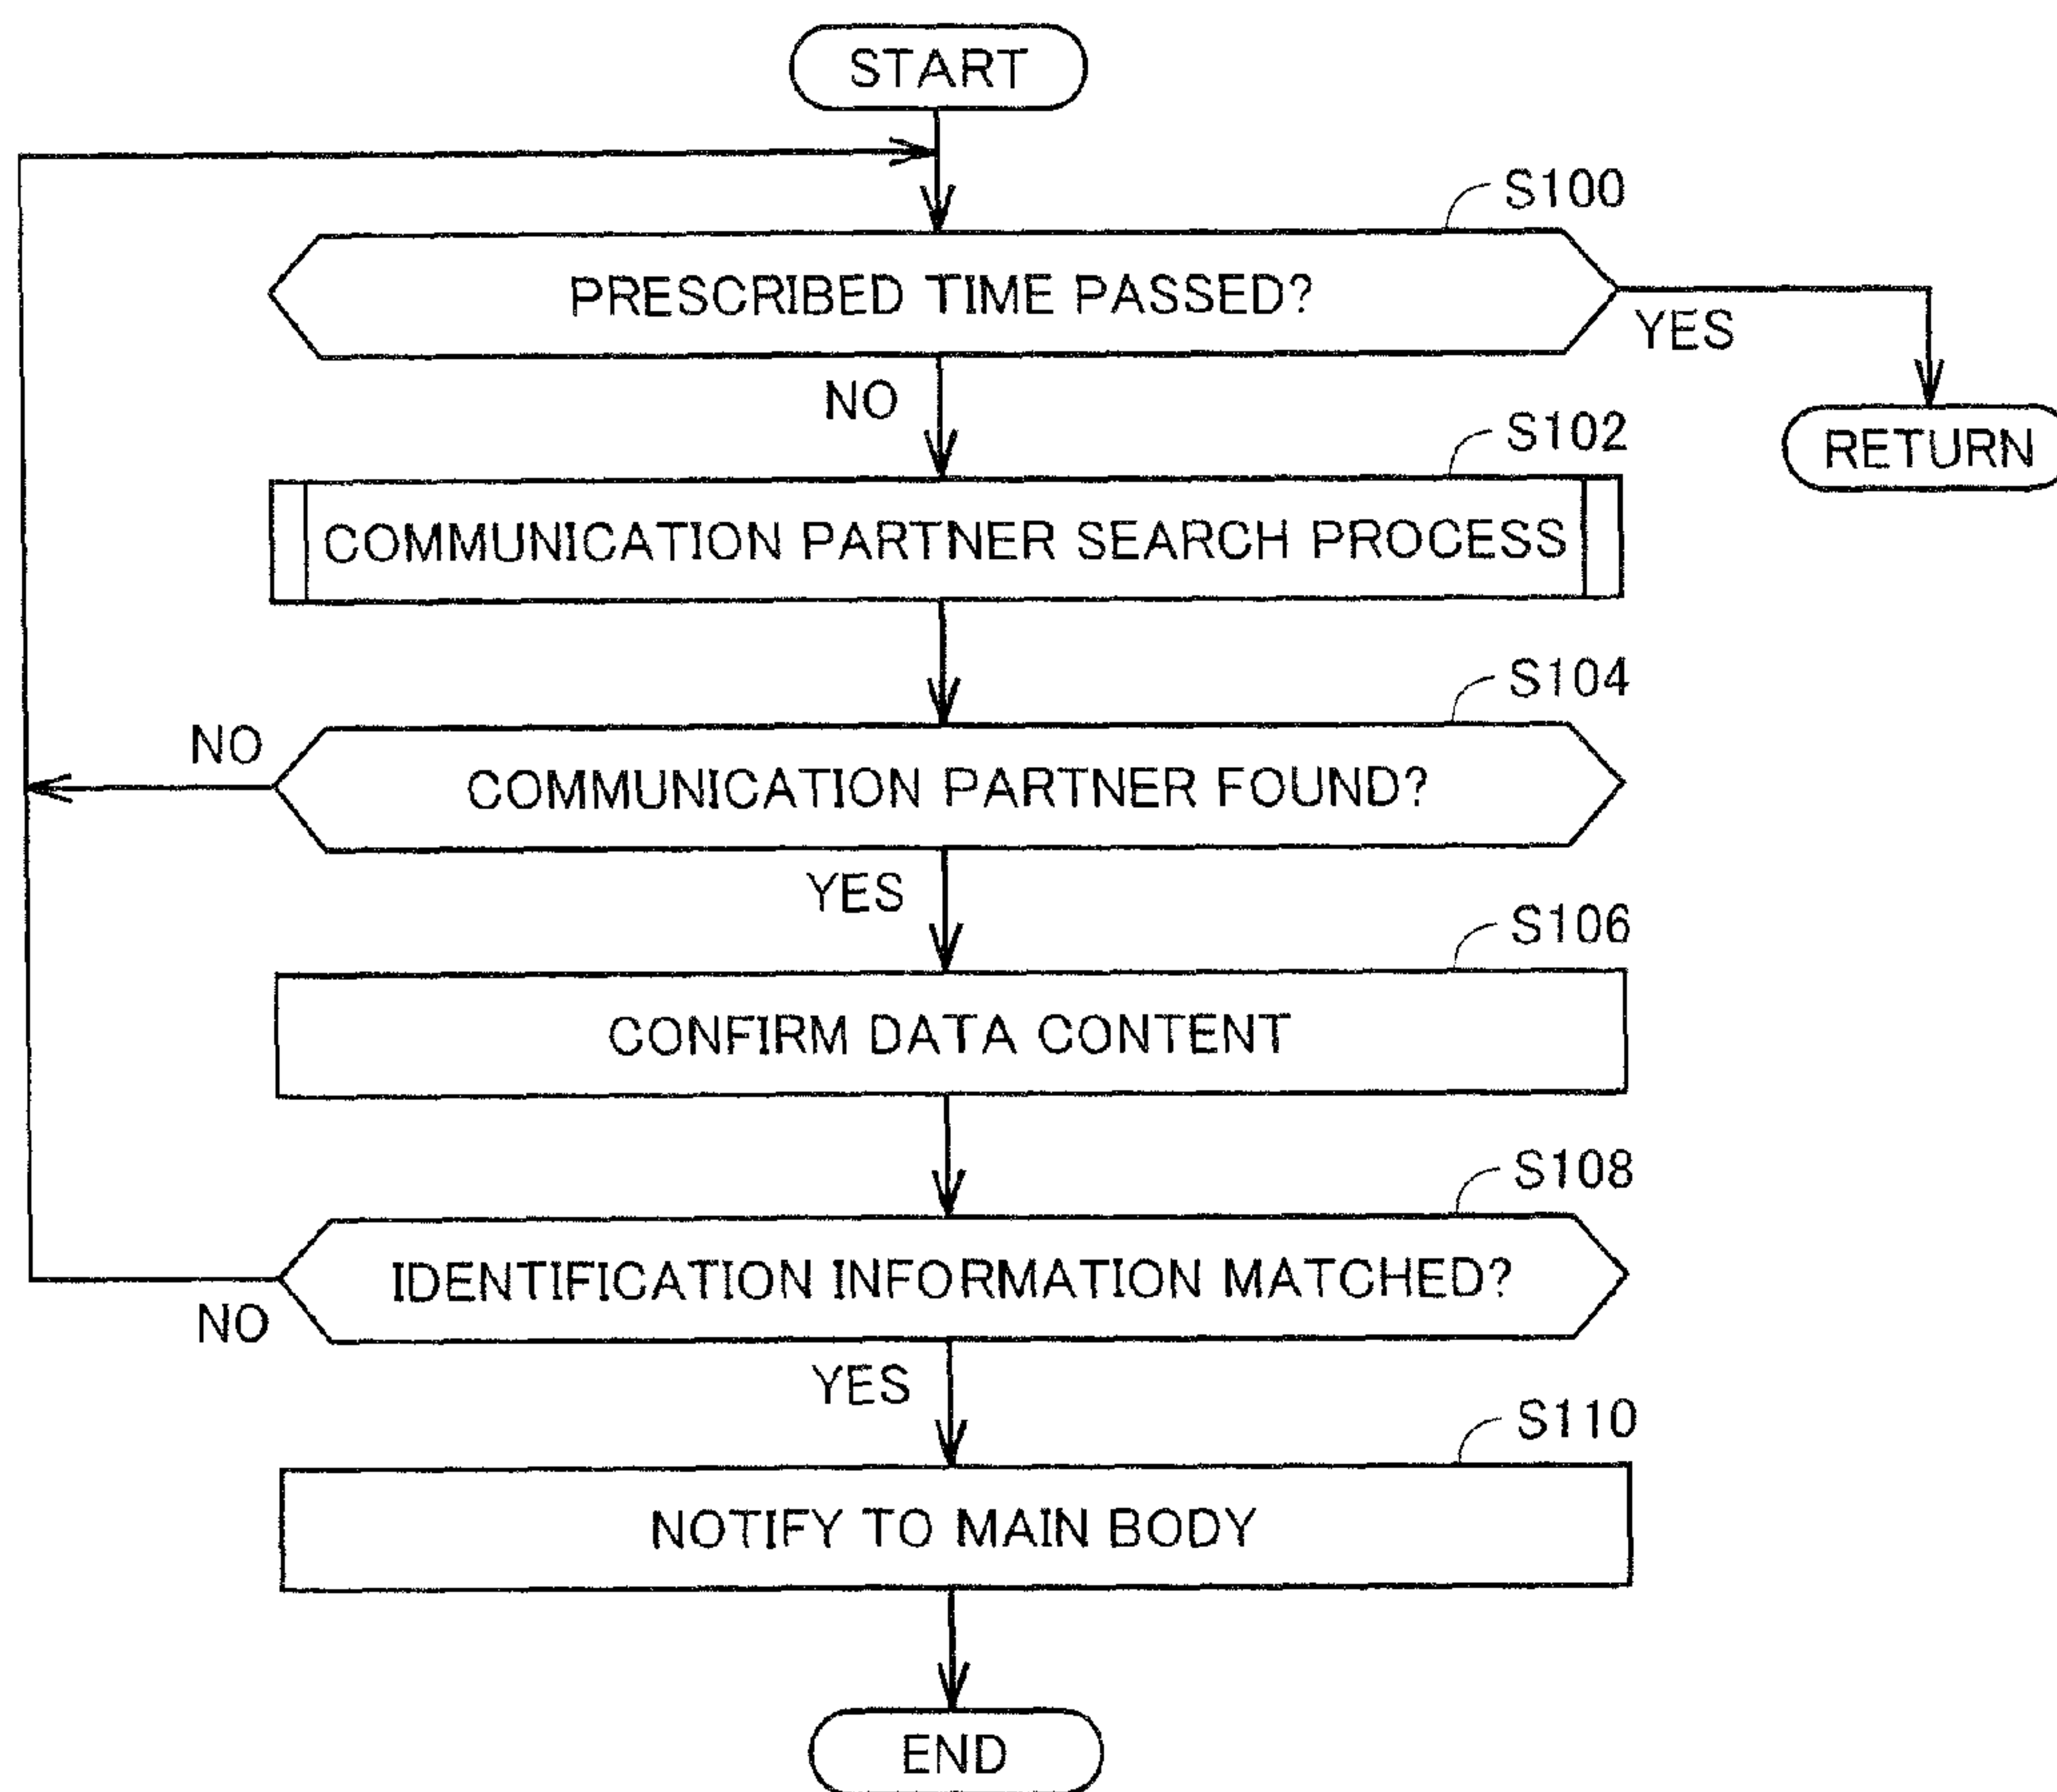 START
S100
PRESCRIBED TIME PASSED?
YES
NO
RETURN
S102
COMMUNICATION PARTNER SEARCH PROCESS
S104
NO
COMMUNICATION PARTNER FOUND?
YES
S106
CONFIRM DATA CONTENT
S108
IDENTIFICATION INFORMATION MATCHED?
NO
YES
S110
NOTIFY TO MAIN BODY
END